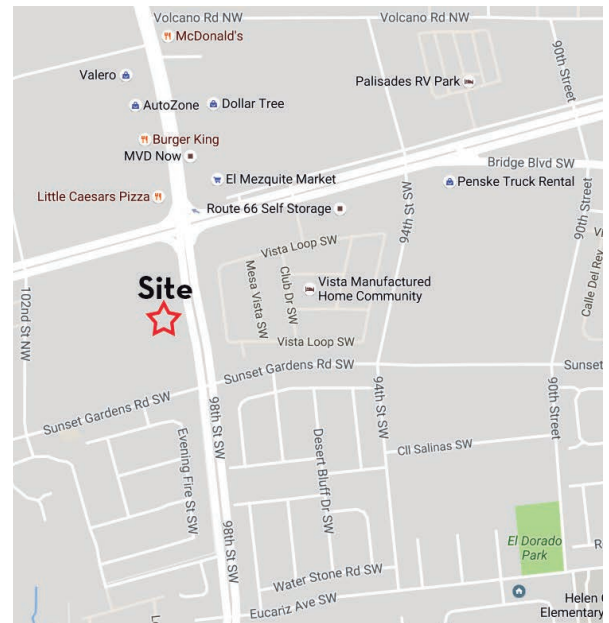 Volcano Rd SW
Volcano Rd NW
McDonald's
90th Street
Valero
Palisades RV Park
AutoZone
Dollar Tree
Burger King
MVD Now
Bridge Blvd SW
El Mezquite Market
Penske Truck Rental
Little Caesars Pizza
Route 66 Self Storage
94th St SW
90th Street
Vista Loop SW
Site
Mesa Vista SW
Club Dr SW
Vista Manufactured
Home Community
Calle Del Rey
102nd St NW
Vista Loop SW
Sunset Gardens Rd SW
Sunset
Sunset Gardens Rd SW
98th St SW
94th St SW
90th Street
Evening Fire St SW
Desert Bluff Dr SW
Cll Salinas SW
98th St SW
El Dorado
Park
Water Stone Rd SW
Eucariz Ave SW
Helen
Elementary